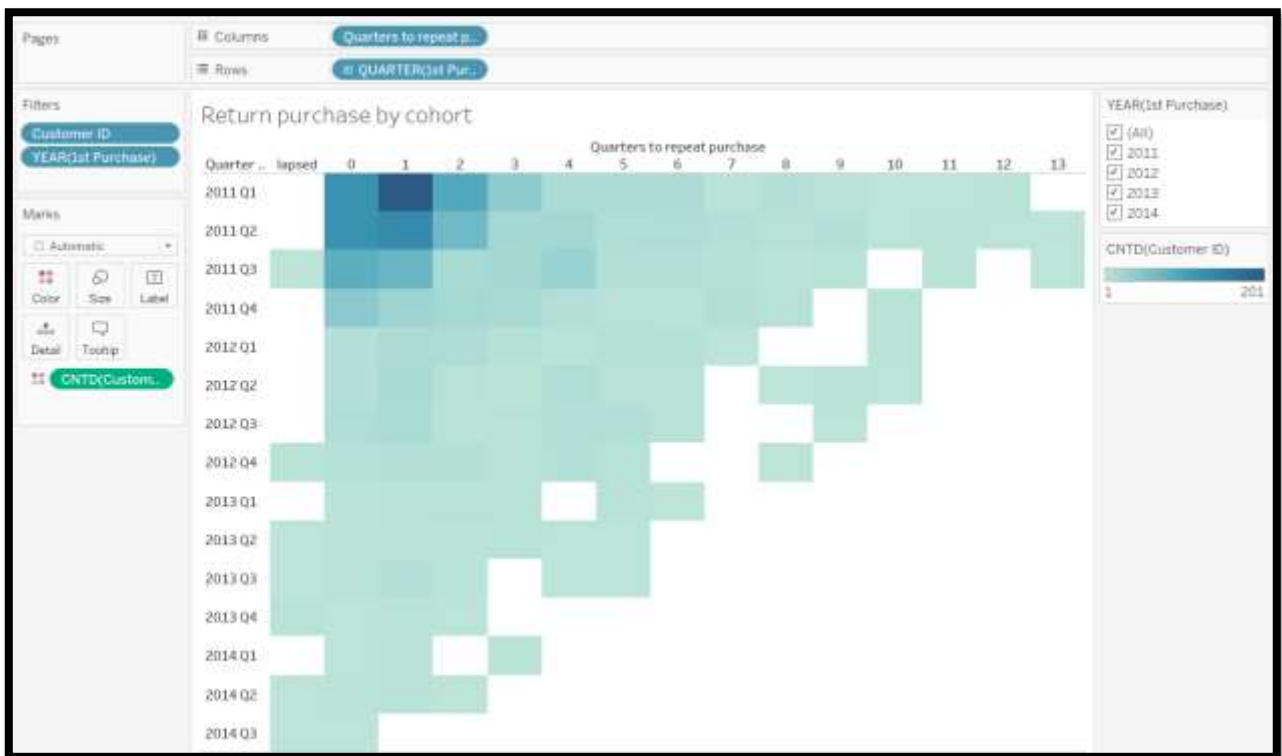 Pages
Columns
Quarters to repeat p..
Rows
QUARTER(1st Pur..
Filters
Customer ID
YEAR(1st Purchase)
Marks
Automatic
Color
Size
Label
Detail
Tooltip
CNTD(Custom..
Return purchase by cohort
Quarters to repeat purchase
Quarter .. lapsed 0 1 2 3 4 5 6 7 8 9 10 11 12 13
2011 Q1
2011 Q2
2011 Q3
2011 Q4
2012 Q1
2012 Q2
2012 Q3
2012 Q4
2013 Q1
2013 Q2
2013 Q3
2013 Q4
2014 Q1
2014 Q2
2014 Q3
YEAR(1st Purchase)
(All)
2011
2012
2013
2014
CNTD(Customer ID)
1 201